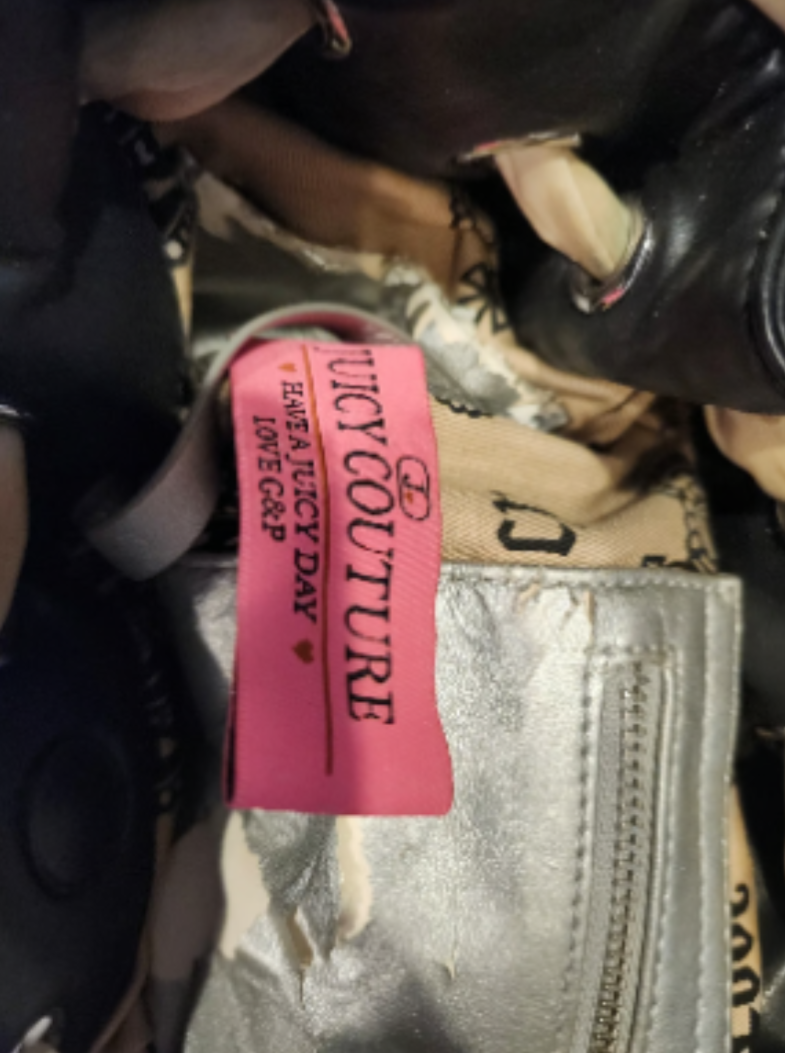 J.
JUICY COUTURE
♥ HAVE A JUICY DAY ♥
LOVE G&P